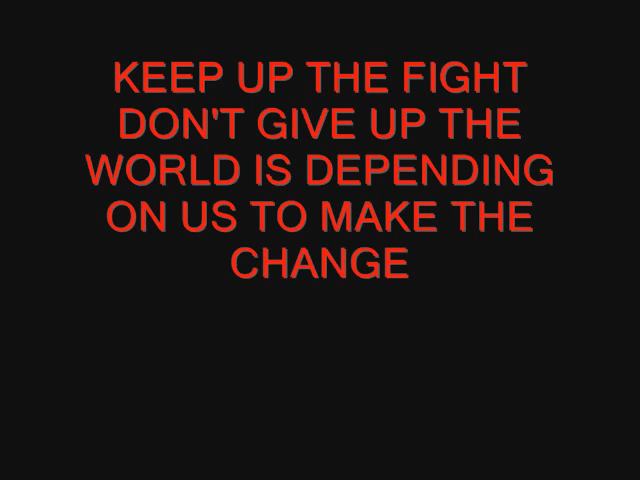 KEEP UP THE FIGHT
DON'T GIVE UP THE
WORLD IS DEPENDING
ON US TO MAKE THE
CHANGE